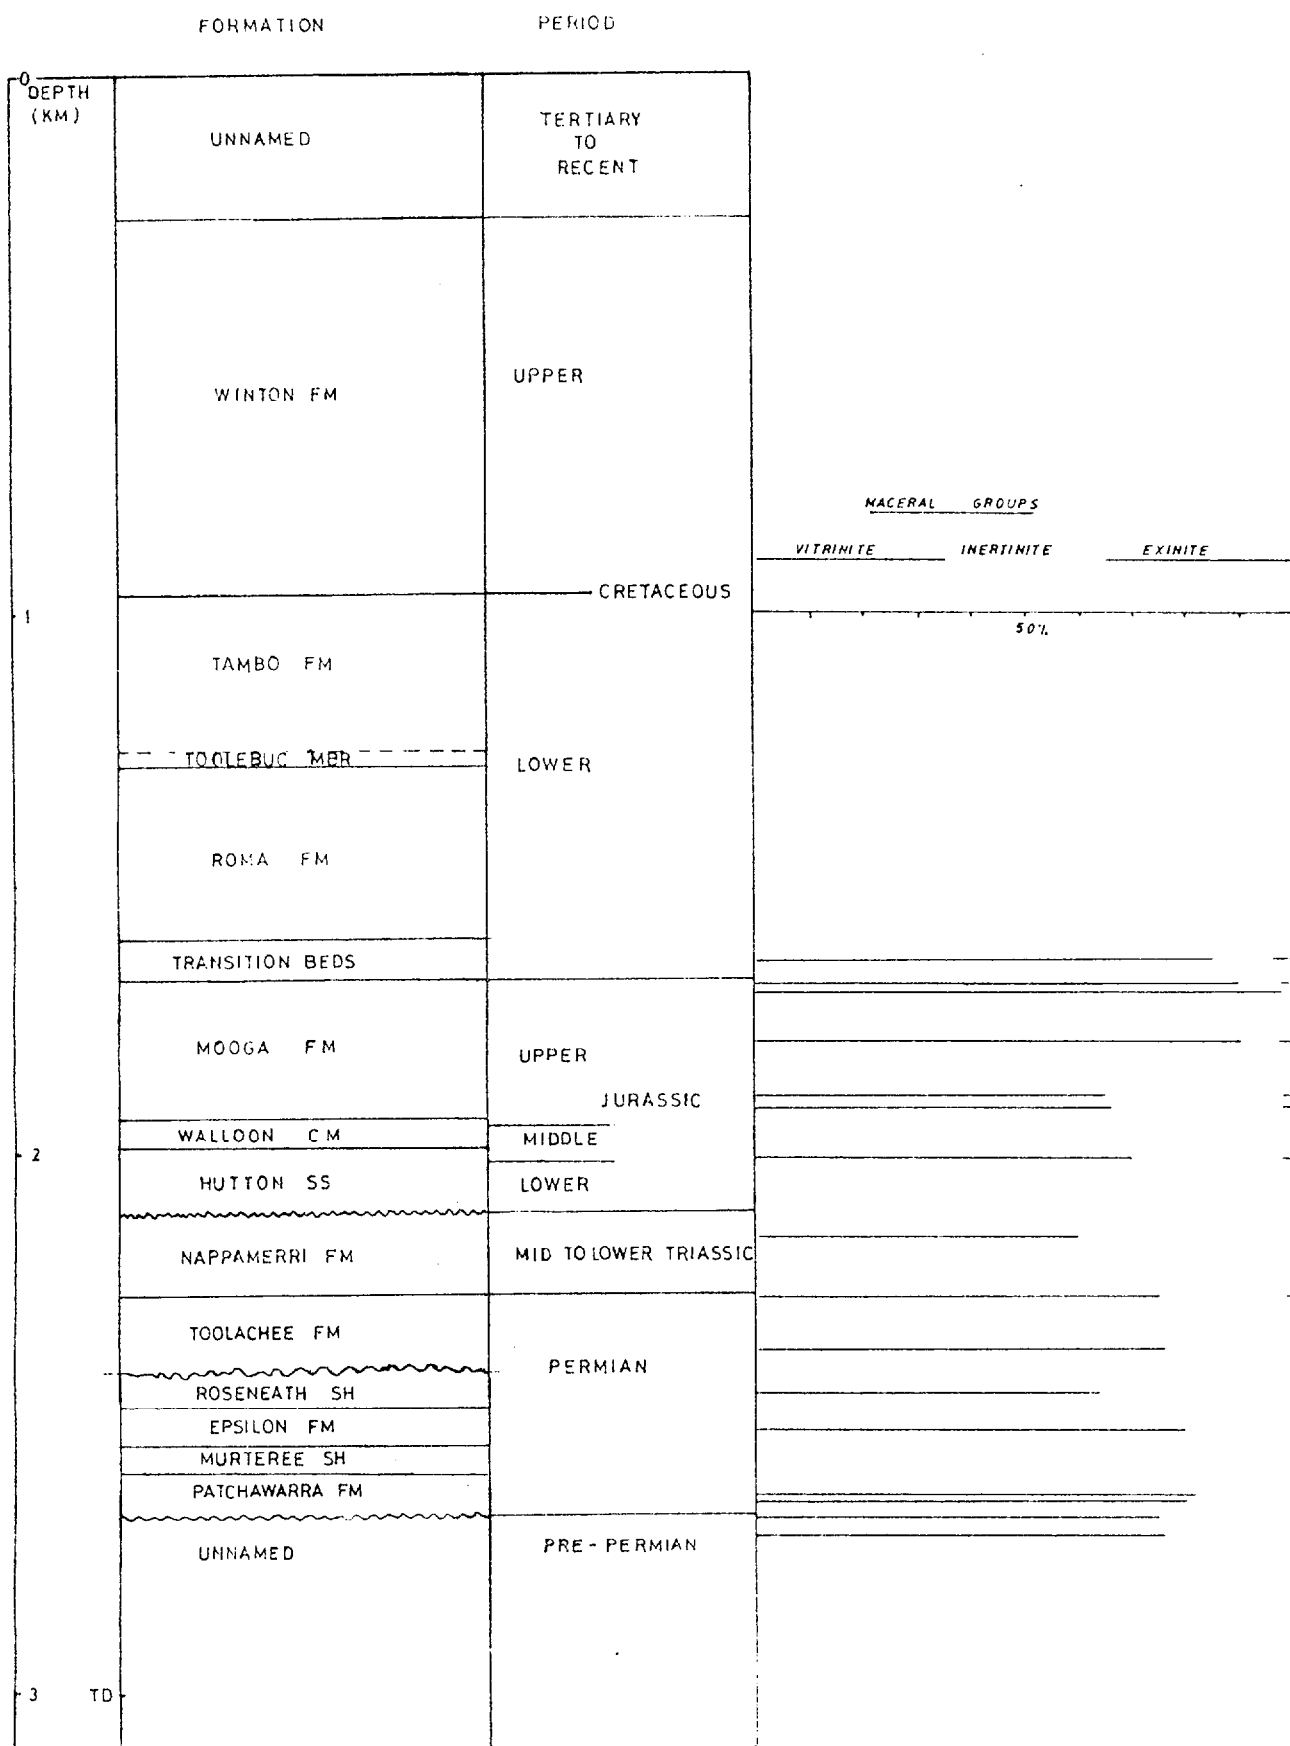 FORMATION PERIOD
0
DEPTH
(KM)
UNNAMED
TERTIARY
TO
RECENT
WINTON FM
UPPER
MACERAL GROUPS
VITRINITE INERTINITE EXINITE
CRETACEOUS
1
50%
TAMBO FM
TOOLEBUC MBR
LOWER
ROMA FM
TRANSITION BEDS
MOOGA FM
UPPER
JURASSIC
WALLOON CM
MIDDLE
2
HUTTON SS
LOWER
NAPPAMERRI FM
MID TO LOWER TRIASSIC
TOOLACHEE FM
PERMIAN
ROSENEATH SH
EPSILON FM
MURTEREE SH
PATCHAWARRA FM
UNNAMED
PRE-PERMIAN
3 TD